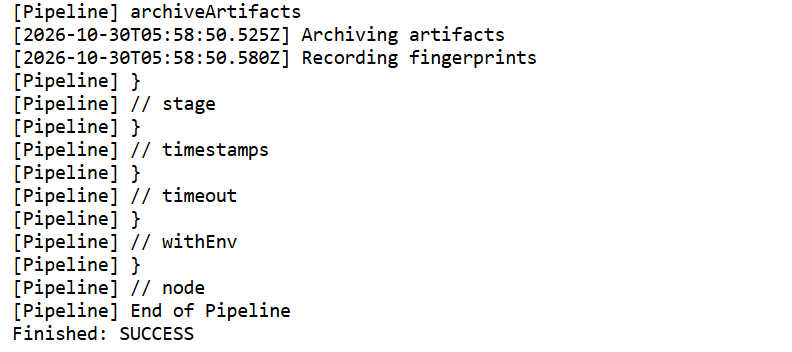 [Pipeline] archiveArtifacts
[2026-10-30T05:58:50.525Z] Archiving artifacts
[2026-10-30T05:58:50.580Z] Recording fingerprints
[Pipeline] }
[Pipeline] // stage
[Pipeline] }
[Pipeline] // timestamps
[Pipeline] }
[Pipeline] // timeout
[Pipeline] }
[Pipeline] // withEnv
[Pipeline] }
[Pipeline] // node
[Pipeline] End of Pipeline
Finished: SUCCESS